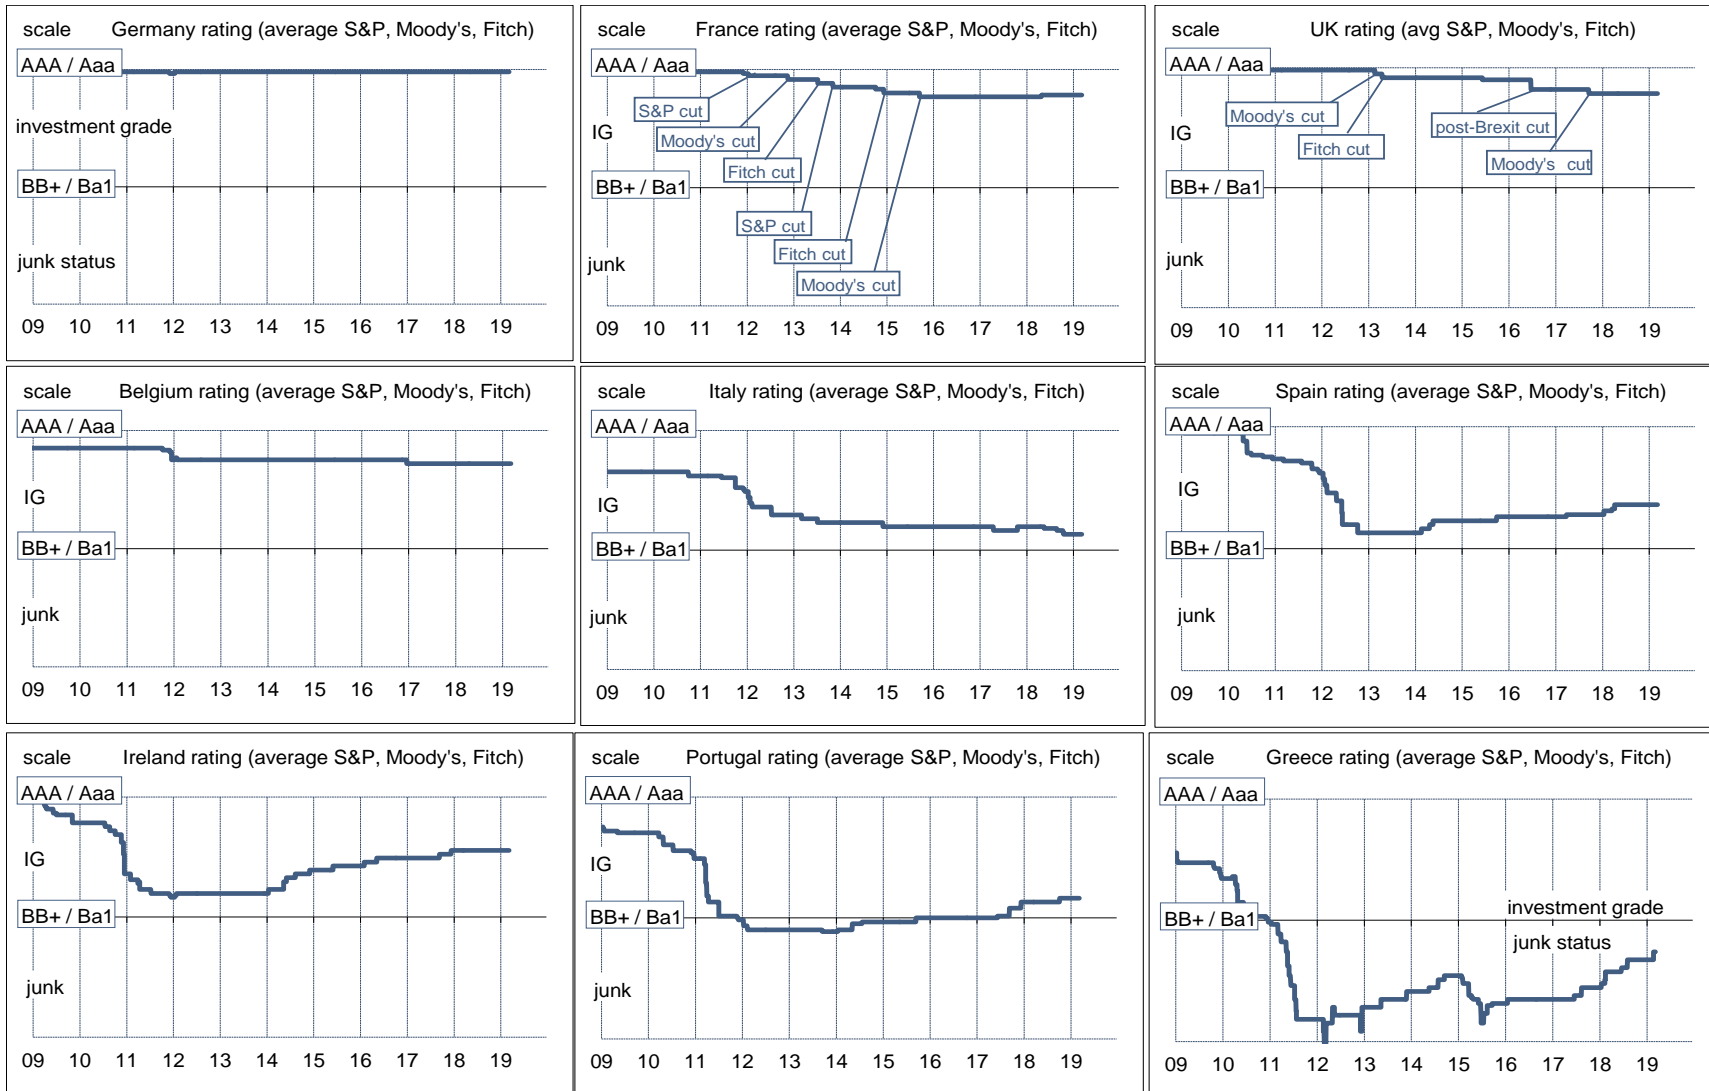 scale Germany rating (average S&P, Moody's, Fitch)
AAA / Aaa
investment grade
BB+ / Ba1
junk status
09 10 11 12 13 14 15 16 17 18 19
scale France rating (average S&P, Moody's, Fitch)
AAA / Aaa
S&P cut
IG
Moody's cut
Fitch cut
BB+ / Ba1
S&P cut
Fitch cut
junk
Moody's cut
09 10 11 12 13 14 15 16 17 18 19
scale UK rating (avg S&P, Moody's, Fitch)
AAA / Aaa
Moody's cut
post-Brexit cut
IG
Fitch cut
Moody's cut
BB+ / Ba1
junk
09 10 11 12 13 14 15 16 17 18 19
scale Belgium rating (average S&P, Moody's, Fitch)
AAA / Aaa
IG
BB+ / Ba1
junk
09 10 11 12 13 14 15 16 17 18 19
scale Italy rating (average S&P, Moody's, Fitch)
AAA / Aaa
IG
BB+ / Ba1
junk
09 10 11 12 13 14 15 16 17 18 19
scale Spain rating (average S&P, Moody's, Fitch)
AAA / Aaa
IG
BB+ / Ba1
junk
09 10 11 12 13 14 15 16 17 18 19
scale Ireland rating (average S&P, Moody's, Fitch)
AAA / Aaa
IG
BB+ / Ba1
junk
09 10 11 12 13 14 15 16 17 18 19
scale Portugal rating (average S&P, Moody's, Fitch)
AAA / Aaa
IG
BB+ / Ba1
junk
09 10 11 12 13 14 15 16 17 18 19
scale Greece rating (average S&P, Moody's, Fitch)
AAA / Aaa
investment grade
BB+ / Ba1
junk status
09 10 11 12 13 14 15 16 17 18 19